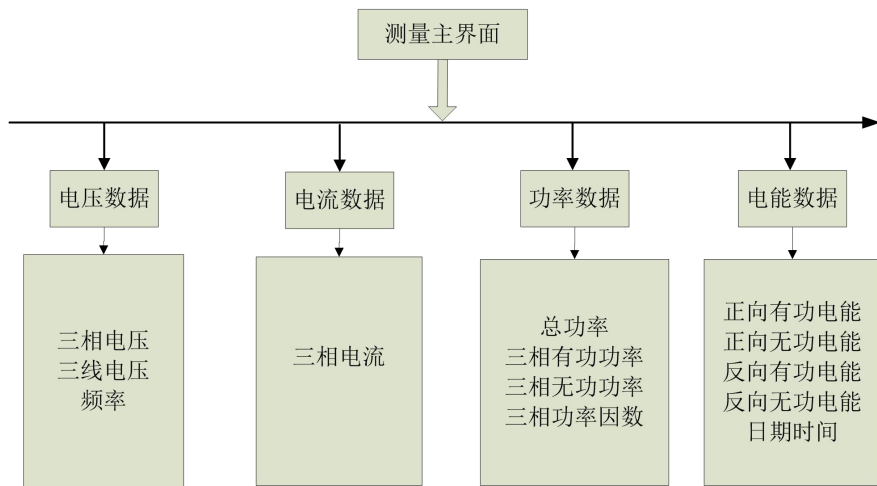 测量主界面
电压数据
电流数据
功率数据
电能数据
三相电压
三线电压
频率
三相电流
总功率
三相有功功率
三相无功功率
三相功率因数
正向有功电能
正向无功电能
反向有功电能
反向无功电能
日期时间